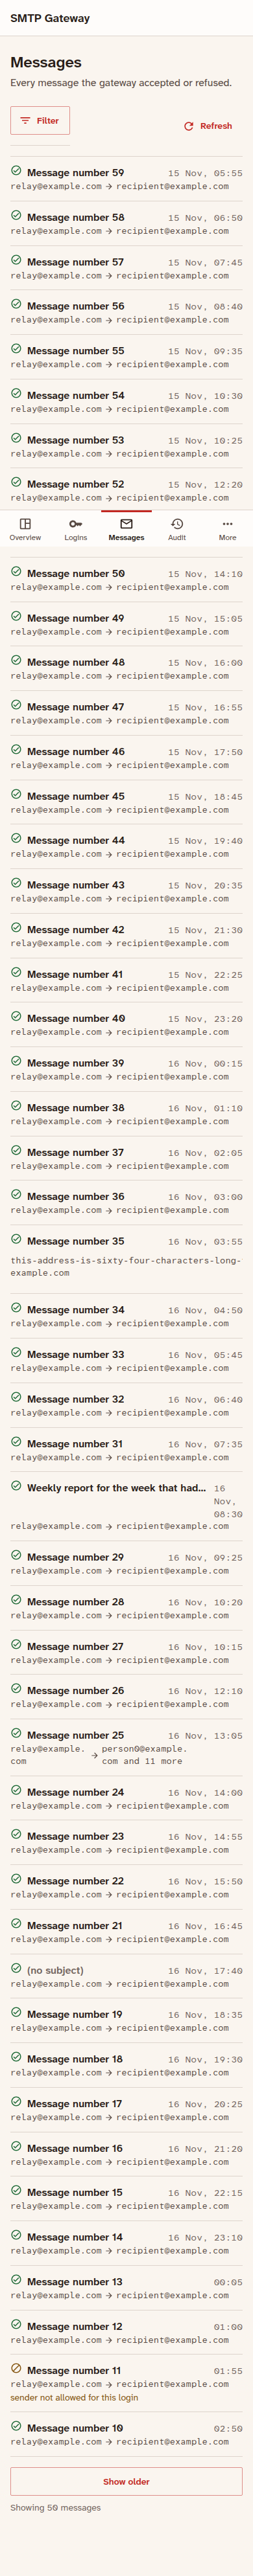 SMTP Gateway
Messages
Every message the gateway accepted or refused.
Filter
Refresh
Message number 59 15 Nov, 05:55
relay@example.com → recipient@example.com
Message number 58 15 Nov, 06:50
relay@example.com → recipient@example.com
Message number 57 15 Nov, 07:45
relay@example.com → recipient@example.com
Message number 56 15 Nov, 08:40
relay@example.com → recipient@example.com
Message number 55 15 Nov, 09:35
relay@example.com → recipient@example.com
Message number 54 15 Nov, 10:30
relay@example.com → recipient@example.com
Message number 53 15 Nov, 10:25
relay@example.com → recipient@example.com
Message number 52 15 Nov, 12:20
relay@example.com → recipient@example.com
Overview Logins Messages Audit More
Message number 50 15 Nov, 14:10
relay@example.com → recipient@example.com
Message number 49 15 Nov, 15:05
relay@example.com → recipient@example.com
Message number 48 15 Nov, 16:00
relay@example.com → recipient@example.com
Message number 47 15 Nov, 16:55
relay@example.com → recipient@example.com
Message number 46 15 Nov, 17:50
relay@example.com → recipient@example.com
Message number 45 15 Nov, 18:45
relay@example.com → recipient@example.com
Message number 44 15 Nov, 19:40
relay@example.com → recipient@example.com
Message number 43 15 Nov, 20:35
relay@example.com → recipient@example.com
Message number 42 15 Nov, 21:30
relay@example.com → recipient@example.com
Message number 41 15 Nov, 22:25
relay@example.com → recipient@example.com
Message number 40 15 Nov, 23:20
relay@example.com → recipient@example.com
Message number 39 16 Nov, 00:15
relay@example.com → recipient@example.com
Message number 38 16 Nov, 01:10
relay@example.com → recipient@example.com
Message number 37 16 Nov, 02:05
relay@example.com → recipient@example.com
Message number 36 16 Nov, 03:00
relay@example.com → recipient@example.com
Message number 35 16 Nov, 03:55
this-address-is-sixty-four-characters-long-
example.com
Message number 34 16 Nov, 04:50
relay@example.com → recipient@example.com
Message number 33 16 Nov, 05:45
relay@example.com → recipient@example.com
Message number 32 16 Nov, 06:40
relay@example.com → recipient@example.com
Message number 31 16 Nov, 07:35
relay@example.com → recipient@example.com
Weekly report for the week that had... 16
Nov,
08:30
relay@example.com → recipient@example.com
Message number 29 16 Nov, 09:25
relay@example.com → recipient@example.com
Message number 28 16 Nov, 10:20
relay@example.com → recipient@example.com
Message number 27 16 Nov, 10:15
relay@example.com → recipient@example.com
Message number 26 16 Nov, 12:10
relay@example.com → recipient@example.com
Message number 25 16 Nov, 13:05
relay@example. → person0@example.
com com and 11 more
Message number 24 16 Nov, 14:00
relay@example.com → recipient@example.com
Message number 23 16 Nov, 14:55
relay@example.com → recipient@example.com
Message number 22 16 Nov, 15:50
relay@example.com → recipient@example.com
Message number 21 16 Nov, 16:45
relay@example.com → recipient@example.com
(no subject) 16 Nov, 17:40
relay@example.com → recipient@example.com
Message number 19 16 Nov, 18:35
relay@example.com → recipient@example.com
Message number 18 16 Nov, 19:30
relay@example.com → recipient@example.com
Message number 17 16 Nov, 20:25
relay@example.com → recipient@example.com
Message number 16 16 Nov, 21:20
relay@example.com → recipient@example.com
Message number 15 16 Nov, 22:15
relay@example.com → recipient@example.com
Message number 14 16 Nov, 23:10
relay@example.com → recipient@example.com
Message number 13 00:05
relay@example.com → recipient@example.com
Message number 12 01:00
relay@example.com → recipient@example.com
Message number 11 01:55
relay@example.com → recipient@example.com
sender not allowed for this login
Message number 10 02:50
relay@example.com → recipient@example.com
Show older
Showing 50 messages